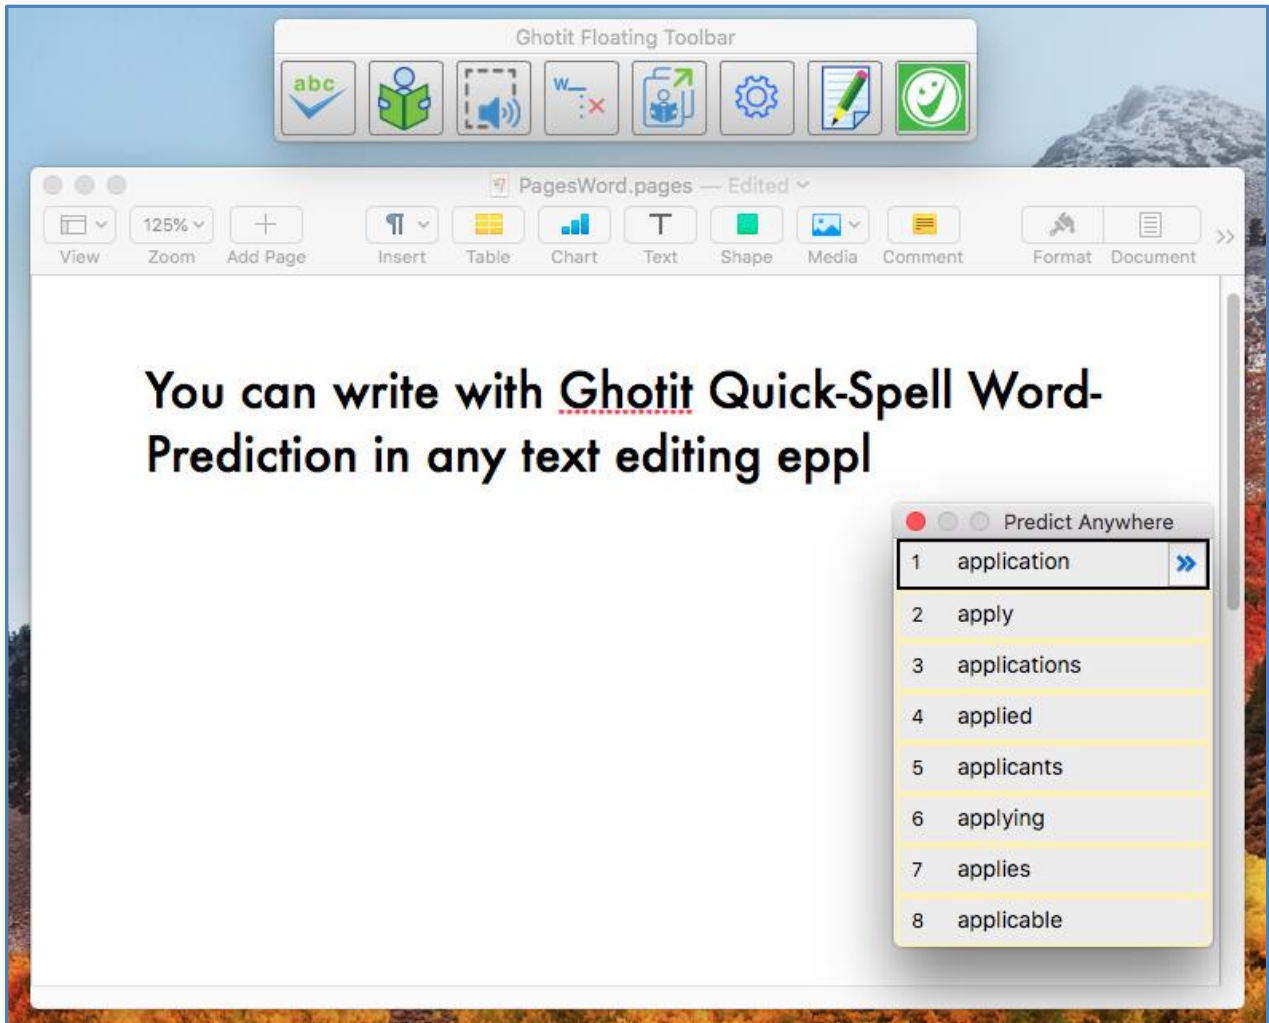 Ghotit Floating Toolbar
abc
W
PagesWord.pages — Edited
125%
View Zoom Add Page Insert Table Chart Text Shape Media Comment Format Document
You can write with Ghotit Quick-Spell Word-
Prediction in any text editing eppl
Predict Anywhere
1 application
2 apply
3 applications
4 applied
5 applicants
6 applying
7 applies
8 applicable